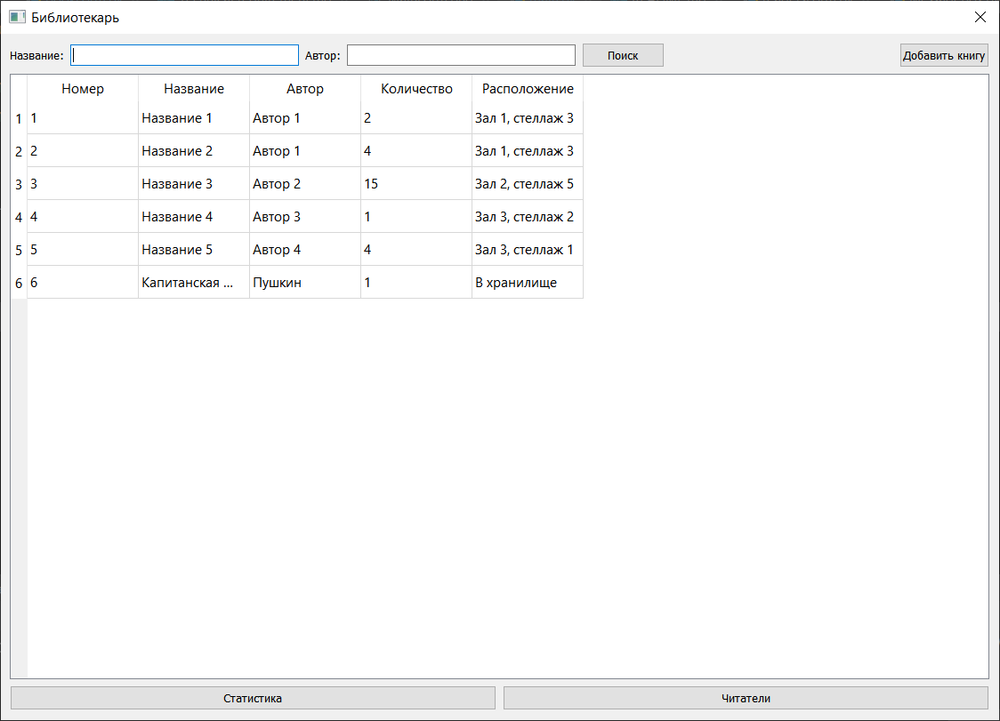 Библиотекарь
Название: Автор: Поиск Добавить книгу
Номер Название Автор Количество Расположение
1 1 Название 1 Автор 1 2 Зал 1, стеллаж 3
2 2 Название 2 Автор 1 4 Зал 1, стеллаж 3
3 3 Название 3 Автор 2 15 Зал 2, стеллаж 5
4 4 Название 4 Автор 3 1 Зал 3, стеллаж 2
5 5 Название 5 Автор 4 4 Зал 3, стеллаж 1
6 6 Капитанская ... Пушкин 1 В хранилище
Статистика Читатели